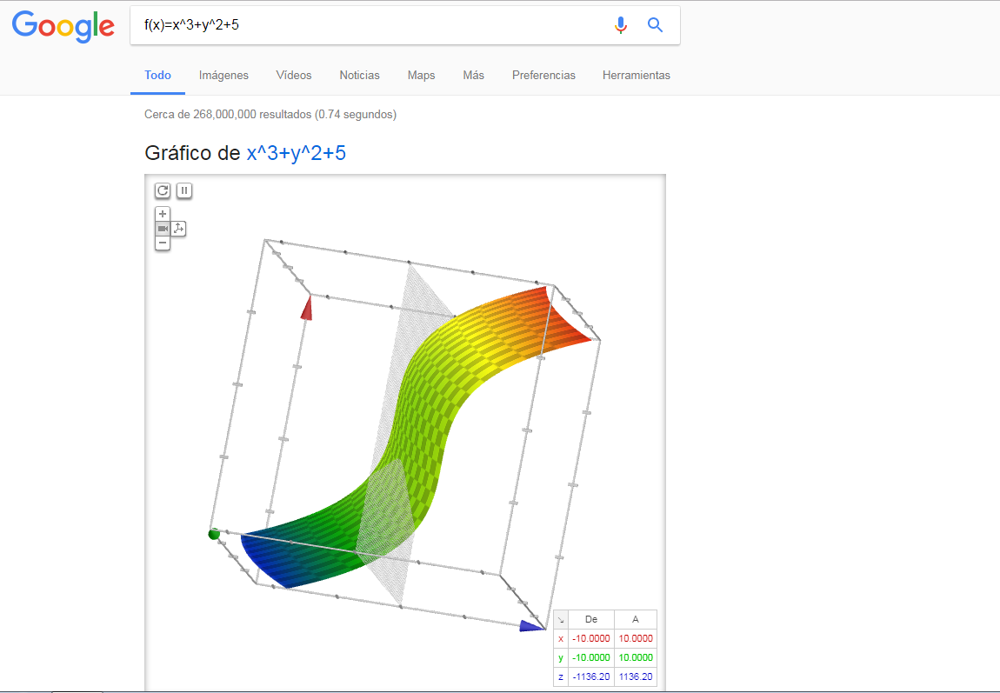 Google
f(x)=x^3+y^2+5
Todo Imágenes Vídeos Noticias Maps Más Preferencias Herramientas
Cerca de 268,000,000 resultados (0.74 segundos)
Gráfico de x^3+y^2+5
De A
x -10.0000 10.0000
y -10.0000 10.0000
z -1136.20 1136.20